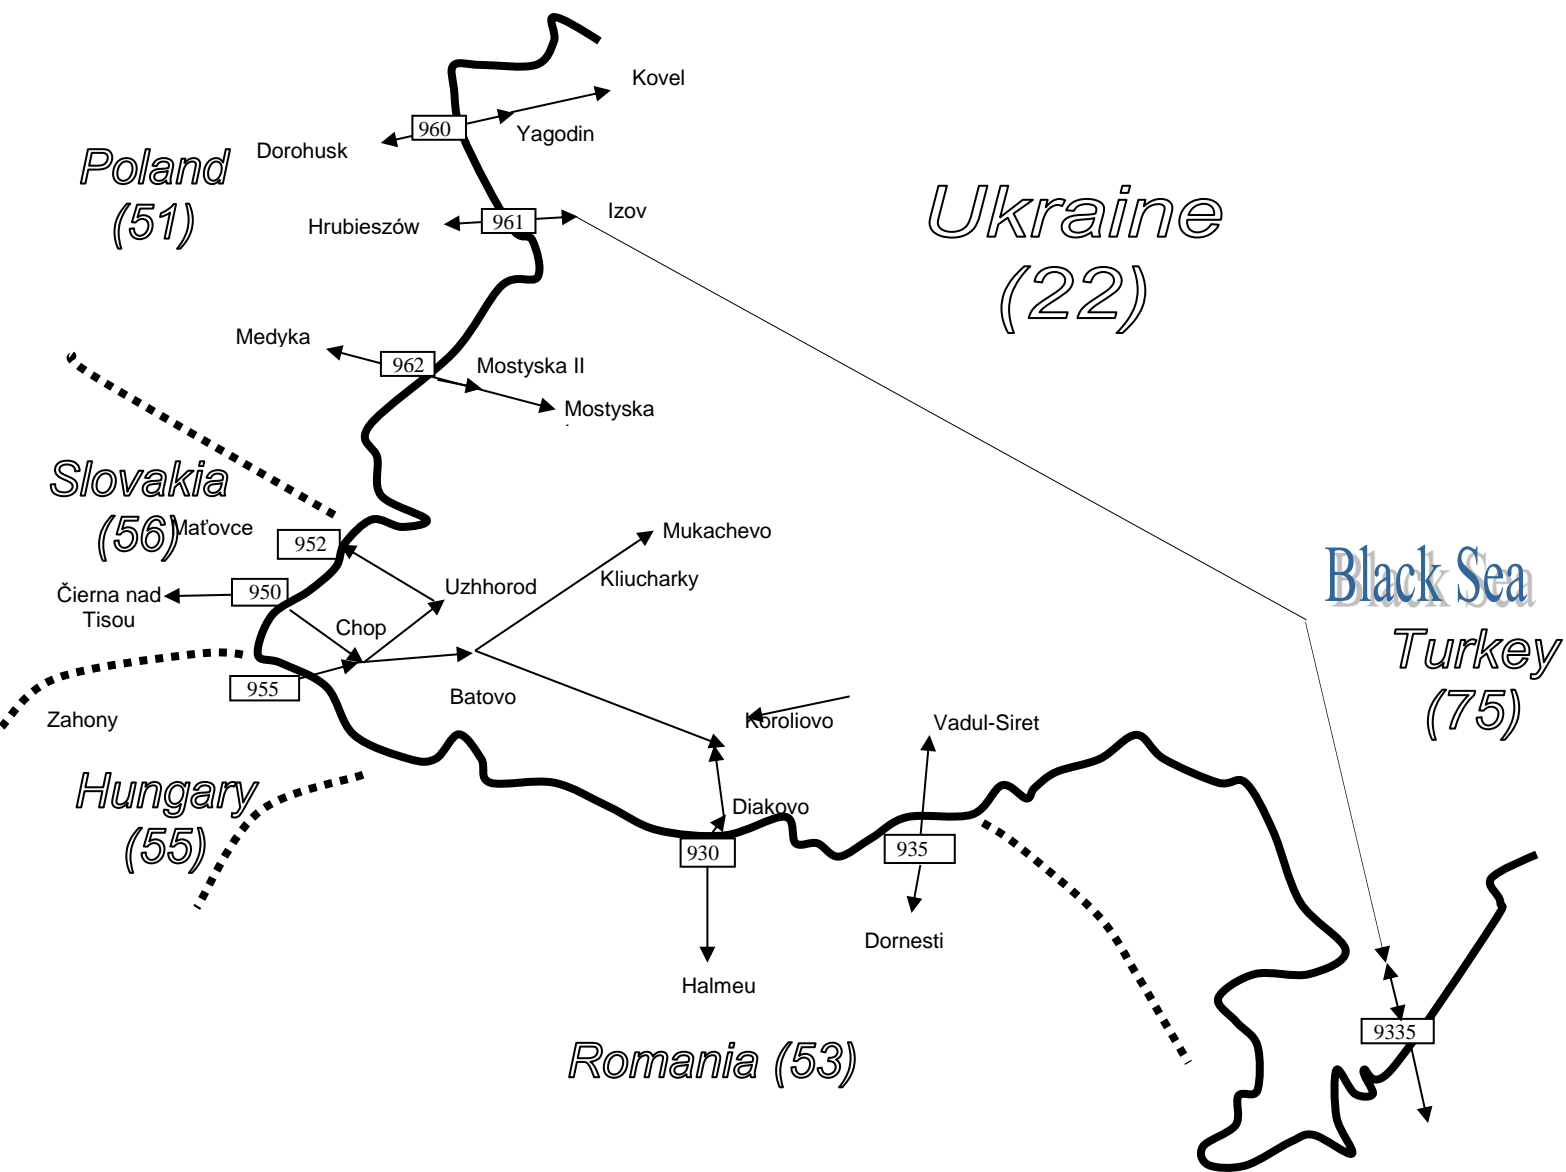 Kovel
960
Yagodin
Dorohusk
Poland
(51)
Ukraine
(22)
961
Izov
Hrubieszów
Medyka
962
Mostyska II
Mostyska
Slovakia
(56)
Maťovce
952
Mukachevo
Kliucharky
Uzhhorod
950
Čierna nad
Tisou
Chop
Black Sea
Turkey
(75)
955
Batovo
Zahony
Koroliovo
Vadul-Siret
Hungary
(55)
Diakovo
930
935
Dornesti
Halmeu
9335
Romania (53)